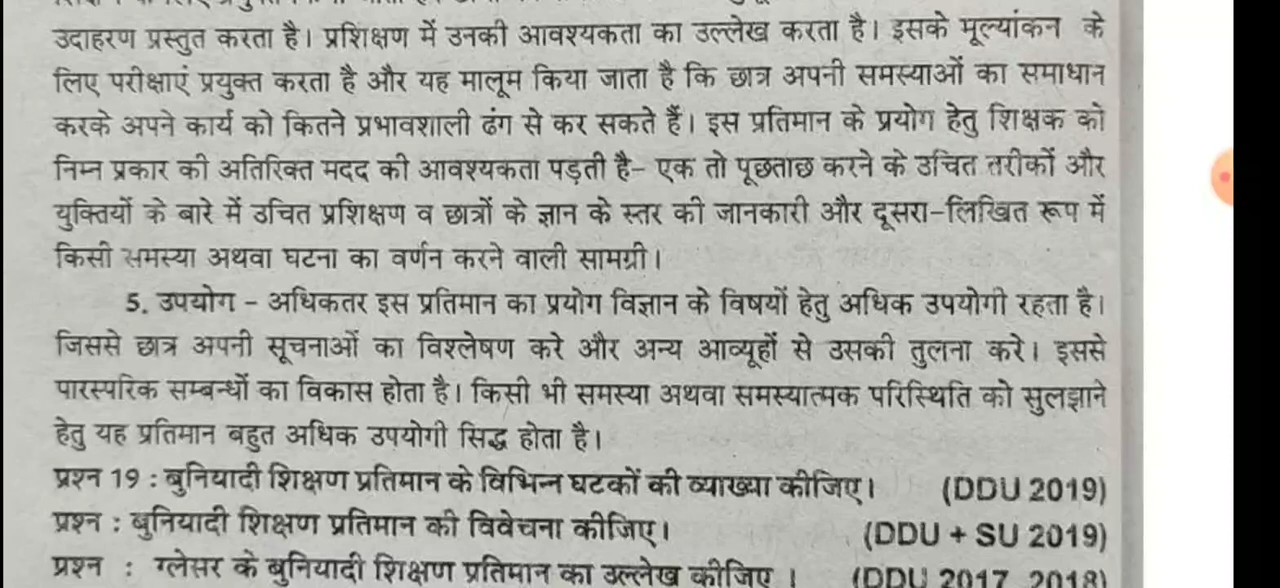 उदाहरण प्रस्तुत करता है। प्रशिक्षण में उनकी आवश्यकता का उल्लेख करता है। इसके मूल्यांकन के
लिए परीक्षाएं प्रयुक्त करता है और यह मालूम किया जाता है कि छात्र अपनी समस्याओं का समाधान
करके अपने कार्य को कितने प्रभावशाली ढंग से कर सकते हैं। इस प्रतिमान के प्रयोग हेतु शिक्षक को
निम्न प्रकार की अतिरिक्त मदद की आवश्यकता पड़ती है– एक तो पूछताछ करने के उचित तरीकों और
युक्तियों के बारे में उचित प्रशिक्षण व छात्रों के ज्ञान के स्तर की जानकारी और दूसरा–लिखित रूप में
किसी समस्या अथवा घटना का वर्णन करने वाली सामग्री।
5. उपयोग – अधिकतर इस प्रतिमान का प्रयोग विज्ञान के विषयों हेतु अधिक उपयोगी रहता है।
जिससे छात्र अपनी सूचनाओं का विश्लेषण करे और अन्य आव्यूहों से उसकी तुलना करे। इससे
पारस्परिक सम्बन्धों का विकास होता है। किसी भी समस्या अथवा समस्यात्मक परिस्थिति को सुलझाने
हेतु यह प्रतिमान बहुत अधिक उपयोगी सिद्ध होता है।
प्रश्न 19 : बुनियादी शिक्षण प्रतिमान के विभिन्न घटकों की व्याख्या कीजिए। (DDU 2019)
प्रश्न : बुनियादी शिक्षण प्रतिमान की विवेचना कीजिए। (DDU + SU 2019)
प्रश्न : ग्लेसर के बुनियादी शिक्षण प्रतिमान का उल्लेख कीजिए । (DDU 2017, 2018)